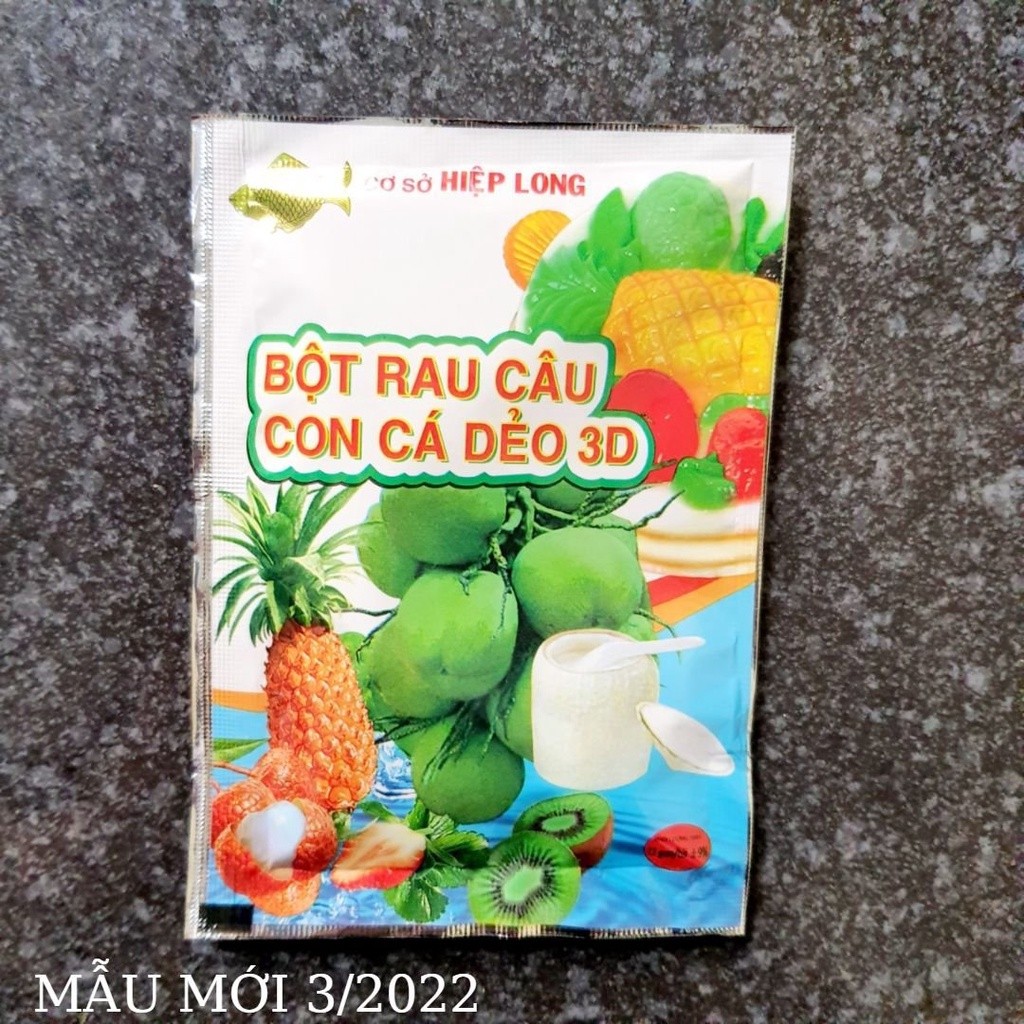 CƠ SỞ HIỆP LONG
BỘT RAU CÂU
CON CÁ DẺO 3D
MẪU MỚI 3/2022